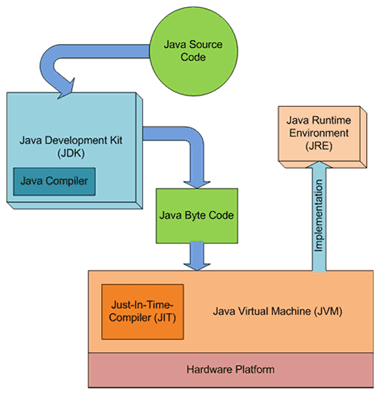 Java Source
Code
Java Development Kit
(JDK)
Java Compiler
Java Runtime
Environment
(JRE)
Implementation
Java Byte Code
Just-In-Time-
Compiler (JIT)
Java Virtual Machine (JVM)
Hardware Platform